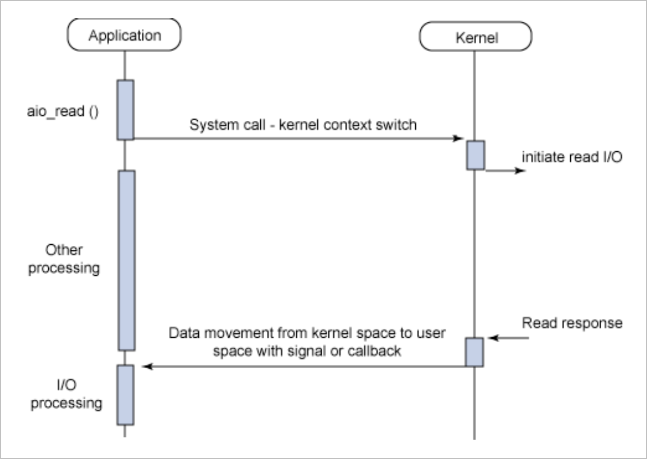 Application
Kernel
aio_read ()
System call - kernel context switch
initiate read I/O
Other
processing
Read response
Data movement from kernel space to user
space with signal or callback
I/O
processing